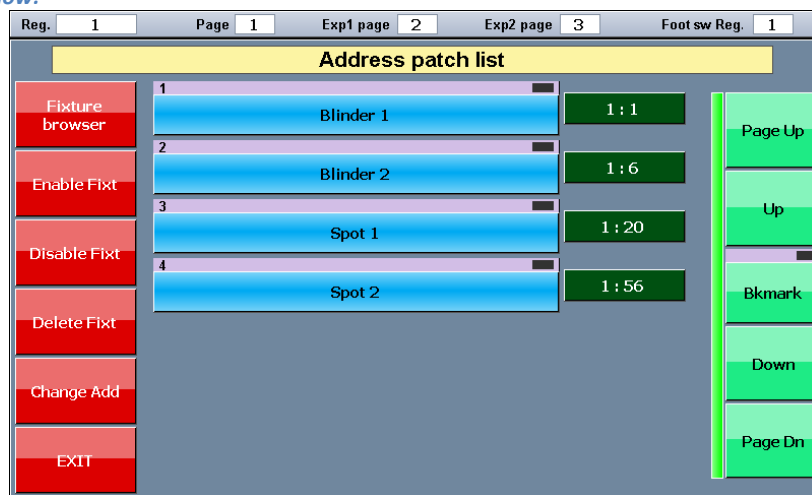 now:
Reg. 1 Page 1 Exp1 page 2 Exp2 page 3 Foot sw Reg. 1
Address patch list
Fixture browser
Enable Fixt
Disable Fixt
Delete Fixt
Change Add
EXIT
1
Blinder 1 1:1
2
Blinder 2 1:6
3
Spot 1 1:20
4
Spot 2 1:56
Page Up
Up
Bkmark
Down
Page Dn